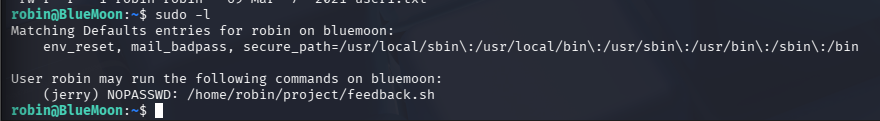 robin@BlueMoon:~$ sudo -l
Matching Defaults entries for robin on bluemoon:
    env_reset, mail_badpass, secure_path=/usr/local/sbin\:/usr/local/bin\:/usr/sbin\:/usr/bin\:/sbin\:/bin

User robin may run the following commands on bluemoon:
    (jerry) NOPASSWD: /home/robin/project/feedback.sh
robin@BlueMoon:~$